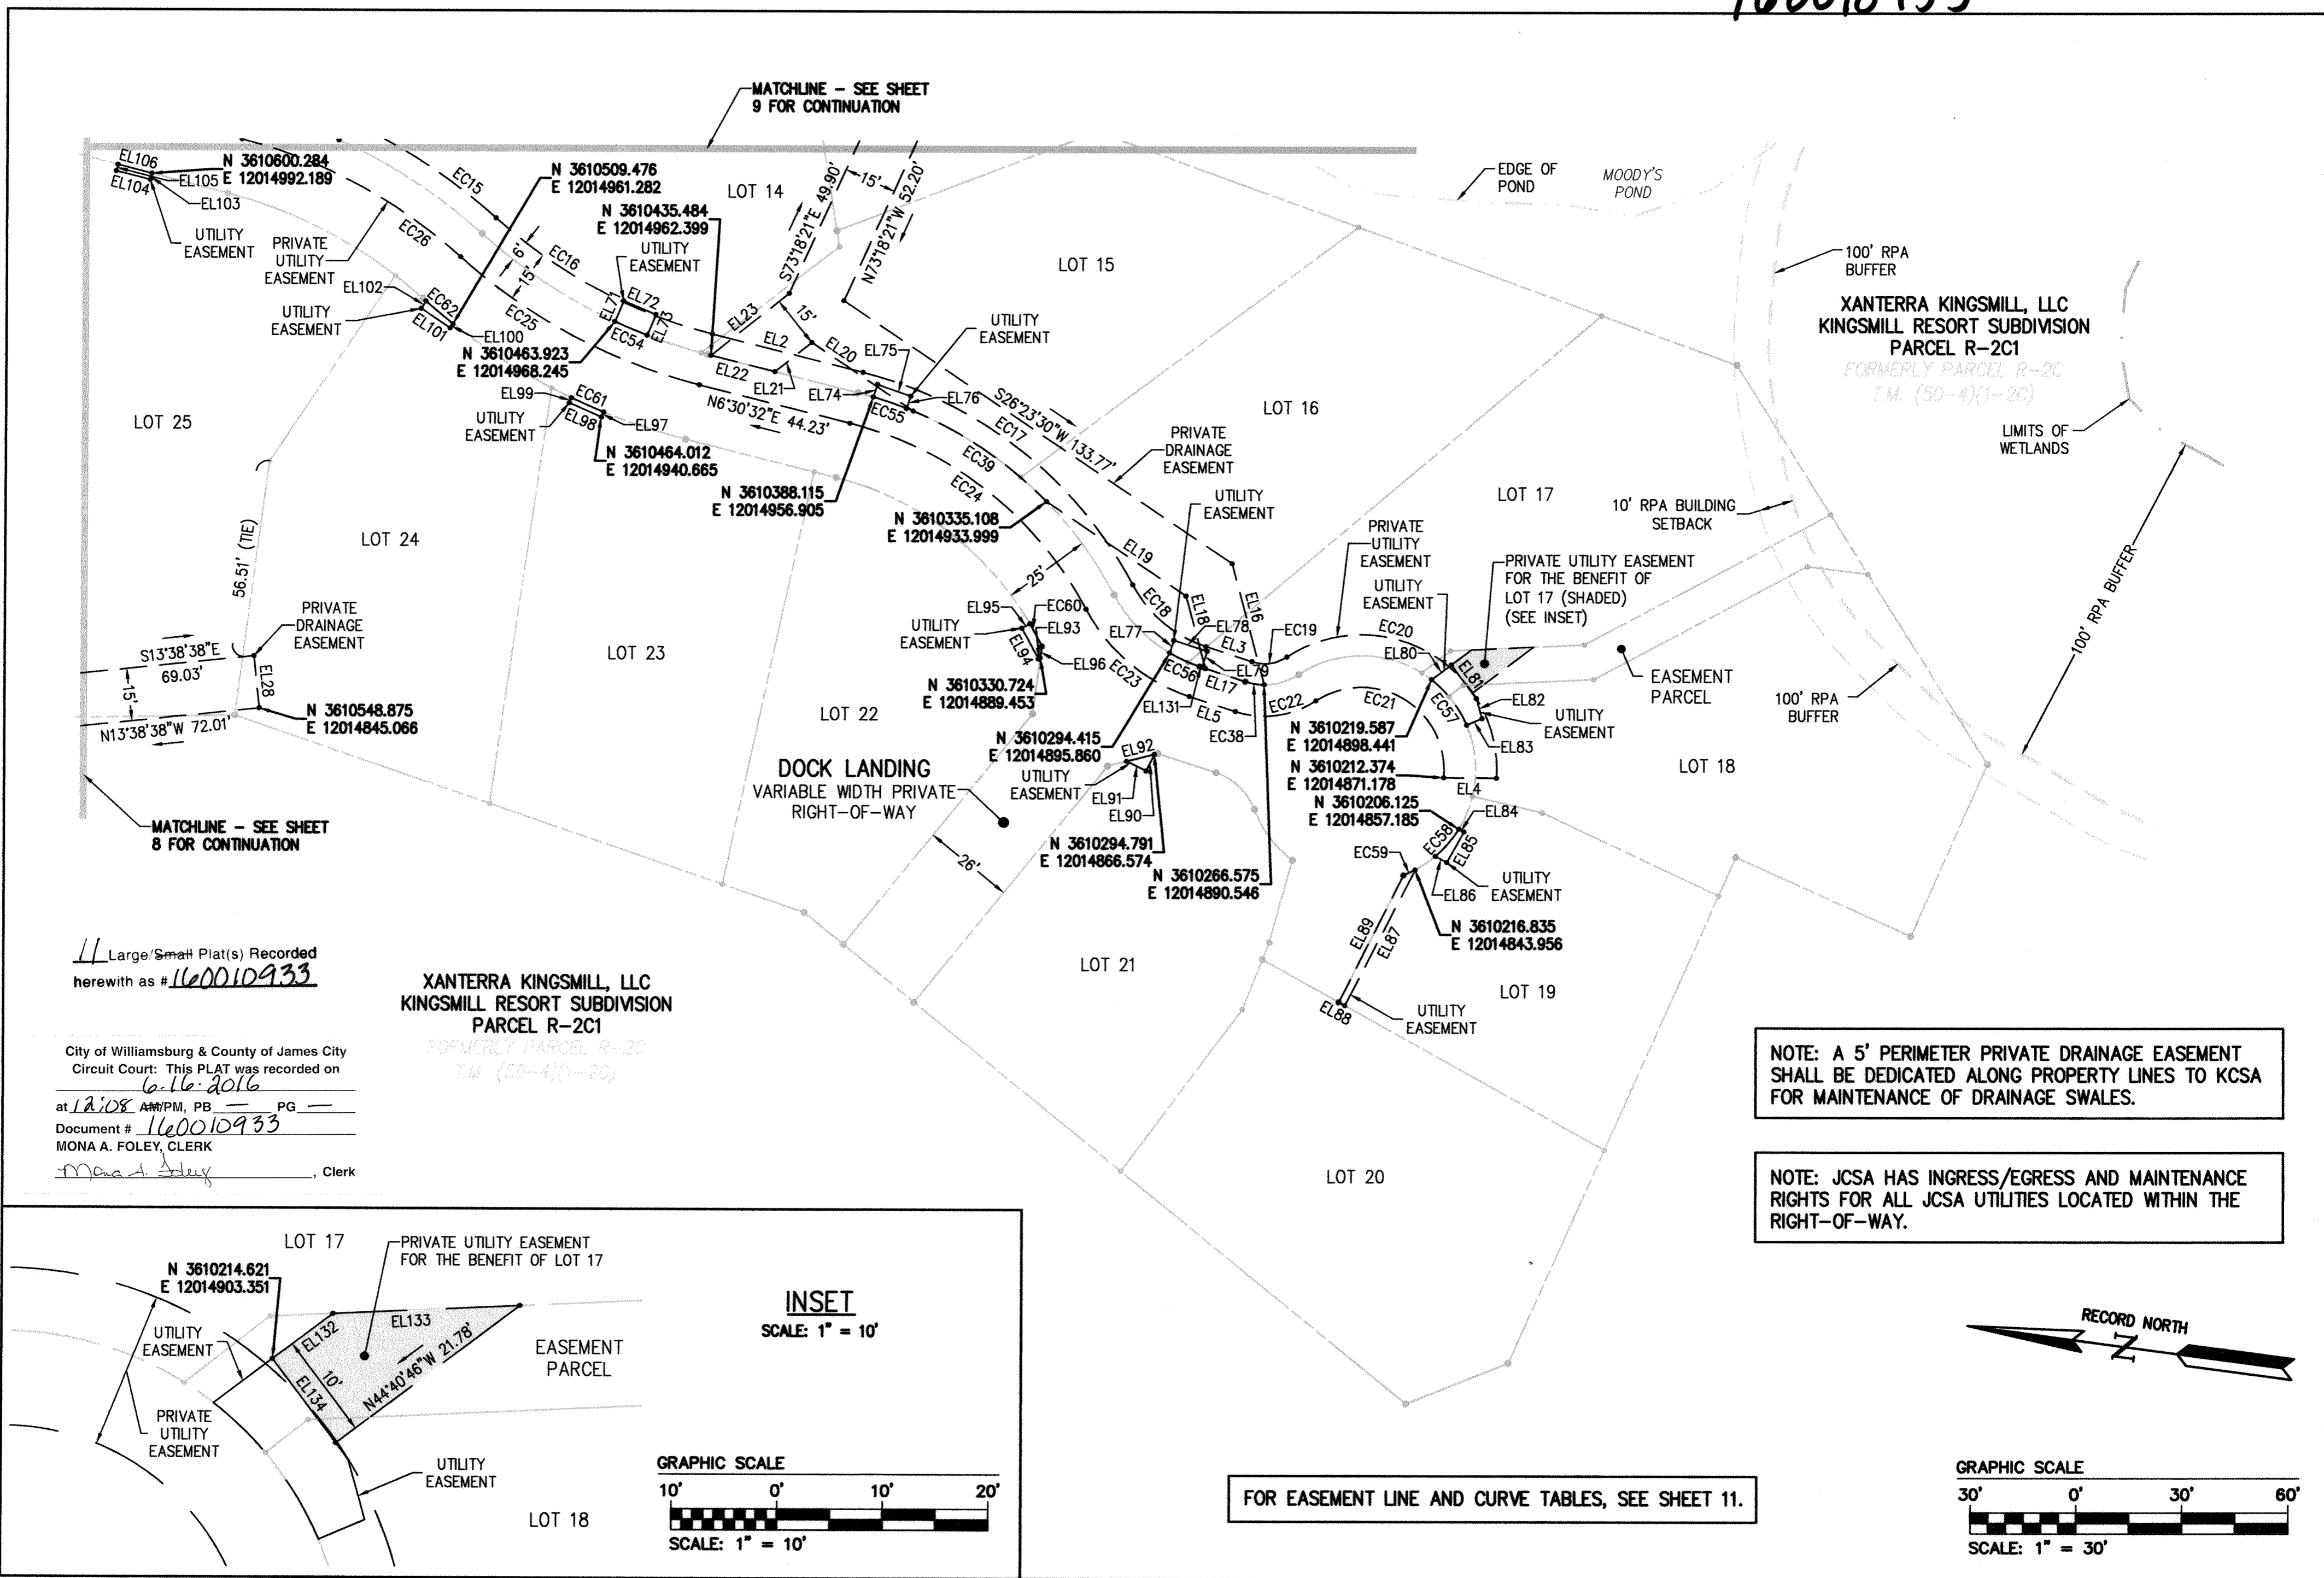 160010933
MATCHLINE - SEE SHEET
9 FOR CONTINUATION
EL106
EL104
EL105
EL103
N 3610600.284
E 12014992.189
UTILITY
EASEMENT
PRIVATE
UTILITY
EASEMENT
EC15
EC26
N 3610509.476
E 12014961.282
LOT 14
N 3610435.484
E 12014962.399
UTILITY
EASEMENT
6'
15'
EC16
EL71
EL72
EL73
EC54
EC25
EL102
EC62
EL101
EL100
UTILITY
EASEMENT
N 3610463.923
E 12014968.245
S73°18'21"E 49.90'
15'
N73°18'21"W 52.20'
LOT 15
EL23
15'
EL2
EL20
EL75
UTILITY
EASEMENT
EL22
EL21
EL74
EL76
EC55
N6°30'32"E 44.23'
EL99
EC61
EL98
EL97
UTILITY
EASEMENT
N 3610464.012
E 12014940.665
LOT 25
LOT 24
56.51' (TIE)
EC17
S26°23'30"W 133.77'
EC39
EC24
PRIVATE
DRAINAGE
EASEMENT
LOT 16
N 3610388.115
E 12014956.905
N 3610335.108
E 12014933.999
UTILITY
EASEMENT
EDGE OF
POND
MOODY'S
POND
100' RPA
BUFFER
XANTERRA KINGSMILL, LLC
KINGSMILL RESORT SUBDIVISION
PARCEL R-2C1
FORMERLY PARCEL R-2C
T.M. (50-4)(1-2C)
LIMITS OF
WETLANDS
LOT 17
10' RPA BUILDING
SETBACK
100' RPA BUFFER
PRIVATE
UTILITY
EASEMENT
UTILITY
EASEMENT
PRIVATE UTILITY EASEMENT
FOR THE BENEFIT OF
LOT 17 (SHADED)
(SEE INSET)
EL19
EC18
EL18
EL16
25'
EL95
EC60
EL93
EL94
EL96
UTILITY
EASEMENT
EL77
EL78
EL3
EC19
EC20
EL80
EL81
EL79
EC56
EL17
EC23
EL131
EL5
EC22
EC21
EC57
EL82
EL83
EC38
UTILITY
EASEMENT
EASEMENT
PARCEL
100' RPA
BUFFER
PRIVATE
DRAINAGE
EASEMENT
S13°38'38"E
69.03'
15'
EL28
N13°38'38"W 72.01'
N 3610548.875
E 12014845.066
LOT 23
LOT 22
N 3610330.724
E 12014889.453
N 3610294.415
E 12014895.860
N 3610219.587
E 12014898.441
N 3610212.374
E 12014871.178
EL4
N 3610206.125
E 12014857.185
LOT 18
DOCK LANDING
VARIABLE WIDTH PRIVATE
RIGHT-OF-WAY
UTILITY
EASEMENT
EL92
EL91
EL90
EL84
EC58
EL85
EC59
EL86
UTILITY
EASEMENT
N 3610294.791
E 12014866.574
N 3610266.575
E 12014890.546
MATCHLINE - SEE SHEET
8 FOR CONTINUATION
26'
EL89
EL87
N 3610216.835
E 12014843.956
LOT 21
LOT 19
EL88
UTILITY
EASEMENT
LOT 20
11 Large/Small Plat(s) Recorded
herewith as # 160010933
XANTERRA KINGSMILL, LLC
KINGSMILL RESORT SUBDIVISION
PARCEL R-2C1
FORMERLY PARCEL R-2C
T.M. (50-4)(1-2C)
City of Williamsburg & County of James City
Circuit Court: This PLAT was recorded on
6-16-2016
at 12:08 AM/PM, PB — PG —
Document # 160010933
MONA A. FOLEY, CLERK
Mona A. Foley, Clerk
NOTE: A 5' PERIMETER PRIVATE DRAINAGE EASEMENT
SHALL BE DEDICATED ALONG PROPERTY LINES TO KCSA
FOR MAINTENANCE OF DRAINAGE SWALES.
NOTE: JCSA HAS INGRESS/EGRESS AND MAINTENANCE
RIGHTS FOR ALL JCSA UTILITIES LOCATED WITHIN THE
RIGHT-OF-WAY.
LOT 17
PRIVATE UTILITY EASEMENT
FOR THE BENEFIT OF LOT 17
N 3610214.621
E 12014903.351
UTILITY
EASEMENT
EL132
EL133
10'
EL134
N44°40'46"W 21.78'
EASEMENT
PARCEL
PRIVATE
UTILITY
EASEMENT
UTILITY
EASEMENT
LOT 18
INSET
SCALE: 1" = 10'
GRAPHIC SCALE
10' 0' 10' 20'
SCALE: 1" = 10'
FOR EASEMENT LINE AND CURVE TABLES, SEE SHEET 11.
RECORD NORTH
N
GRAPHIC SCALE
30' 0' 30' 60'
SCALE: 1" = 30'